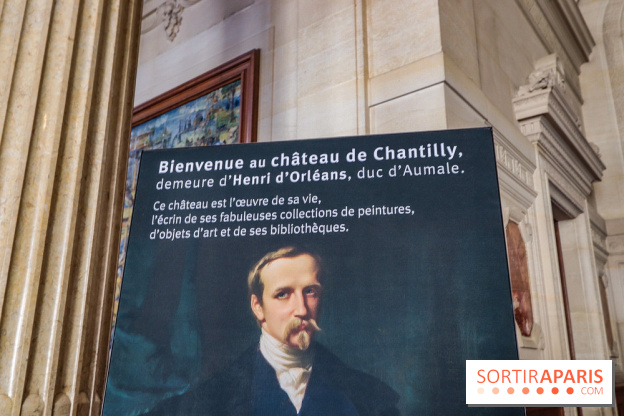 Bienvenue au château de Chantilly,
demeure d'Henri d'Orléans, duc d'Aumale.
Ce château est l'œuvre de sa vie,
l'écrin de ses fabuleuses collections de peintures,
d'objets d'art et de ses bibliothèques.
SORTIRAPARIS
.COM